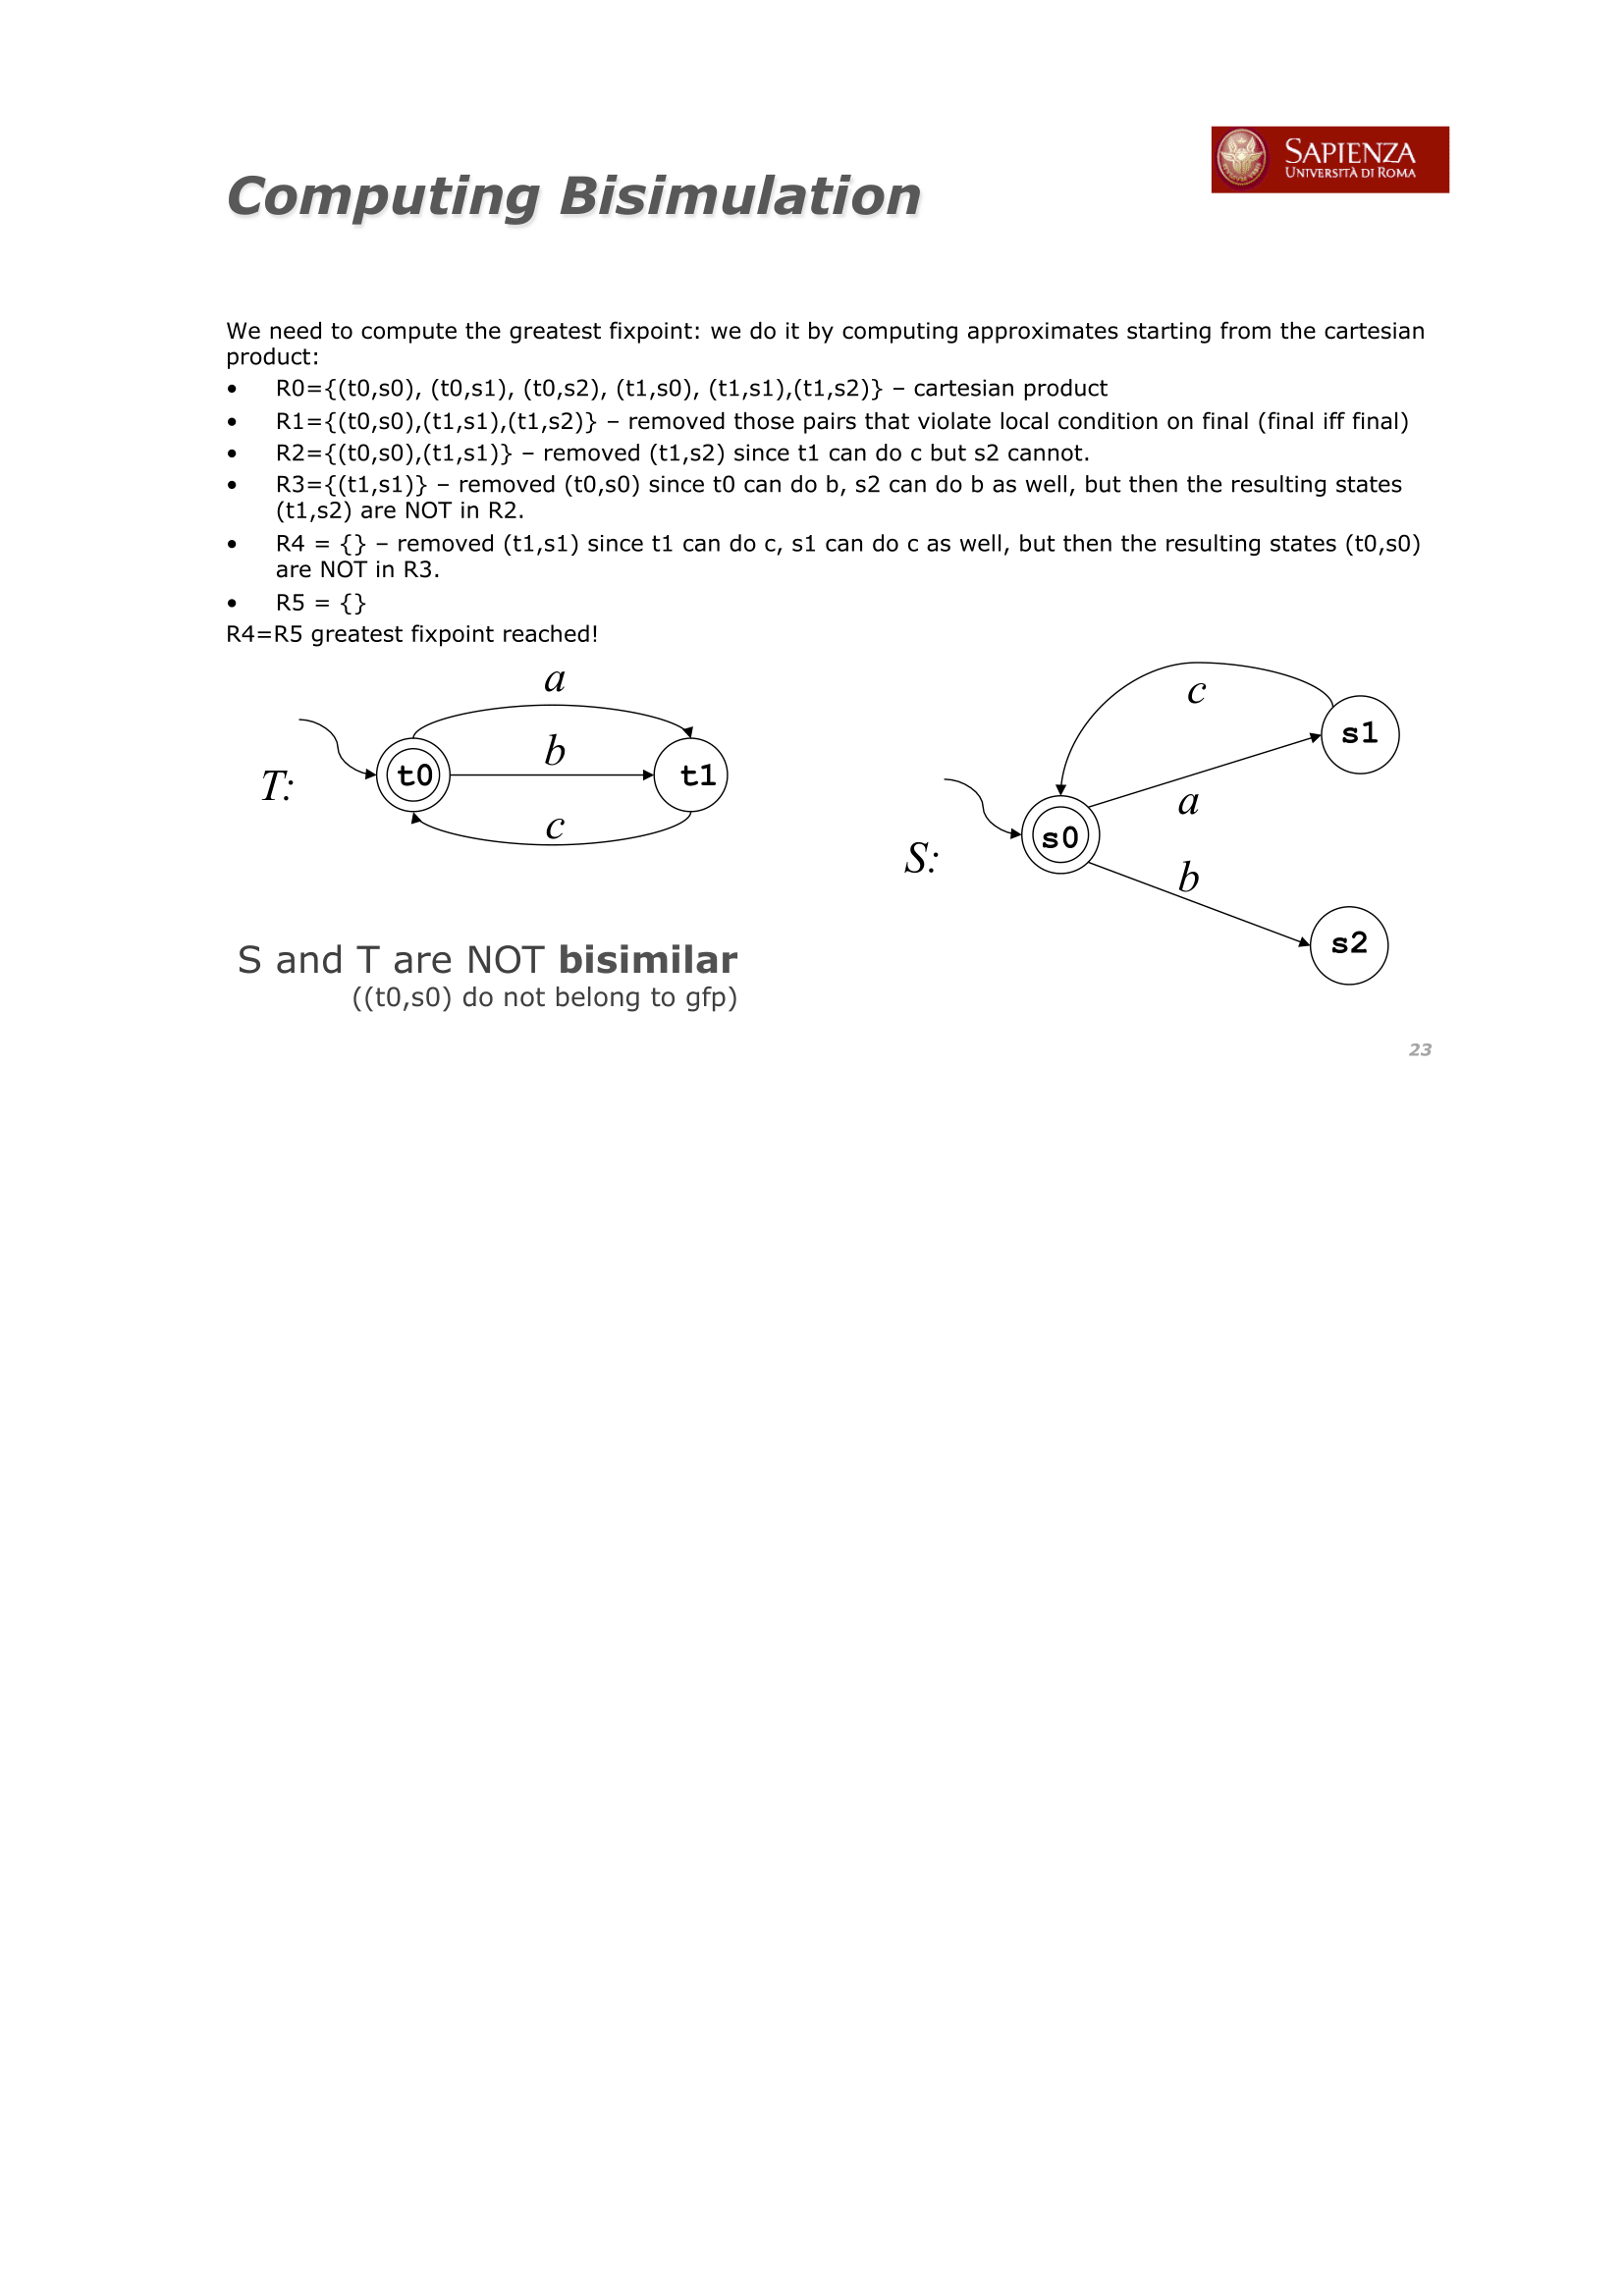 SAPIENZA
UNIVERSITÀ DI ROMA
Computing Bisimulation
We need to compute the greatest fixpoint: we do it by computing approximates starting from the cartesian
product:
• R0={(t0,s0), (t0,s1), (t0,s2), (t1,s0), (t1,s1),(t1,s2)} – cartesian product
• R1={(t0,s0),(t1,s1),(t1,s2)} – removed those pairs that violate local condition on final (final iff final)
• R2={(t0,s0),(t1,s1)} – removed (t1,s2) since t1 can do c but s2 cannot.
• R3={(t1,s1)} – removed (t0,s0) since t0 can do b, s2 can do b as well, but then the resulting states
(t1,s2) are NOT in R2.
• R4 = {} – removed (t1,s1) since t1 can do c, s1 can do c as well, but then the resulting states (t0,s0)
are NOT in R3.
• R5 = {}
R4=R5 greatest fixpoint reached!
T:
a
b
c
t0
t1
S:
c
a
b
s0
s1
s2
S and T are NOT bisimilar
((t0,s0) do not belong to gfp)
23